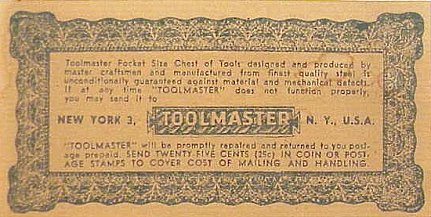 Toolmaster Pocket Size Chest of Tools designed and produced by
master craftsmen and manufactured from finest quality steel is
unconditionally guaranteed against material and mechanical defects.
If at any time "TOOLMASTER" does not function properly,
you may send it to
NEW YORK 3, TOOLMASTER N. Y., U.S.A.
"TOOLMASTER" will be promptly repaired and returned to you post-
age prepaid. SEND TWENTY-FIVE CENTS (25c) IN COIN OR POST-
AGE STAMPS TO COVER COST OF MAILING AND HANDLING.